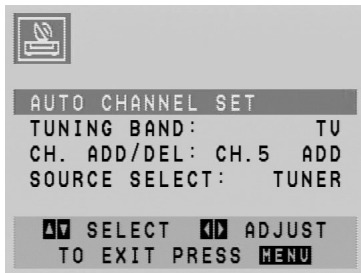 AUTO CHANNEL SET
TUNING BAND: TV
CH. ADD/DEL: CH.5 ADD
SOURCE SELECT: TUNER
SELECT ADJUST
TO EXIT PRESS MENU